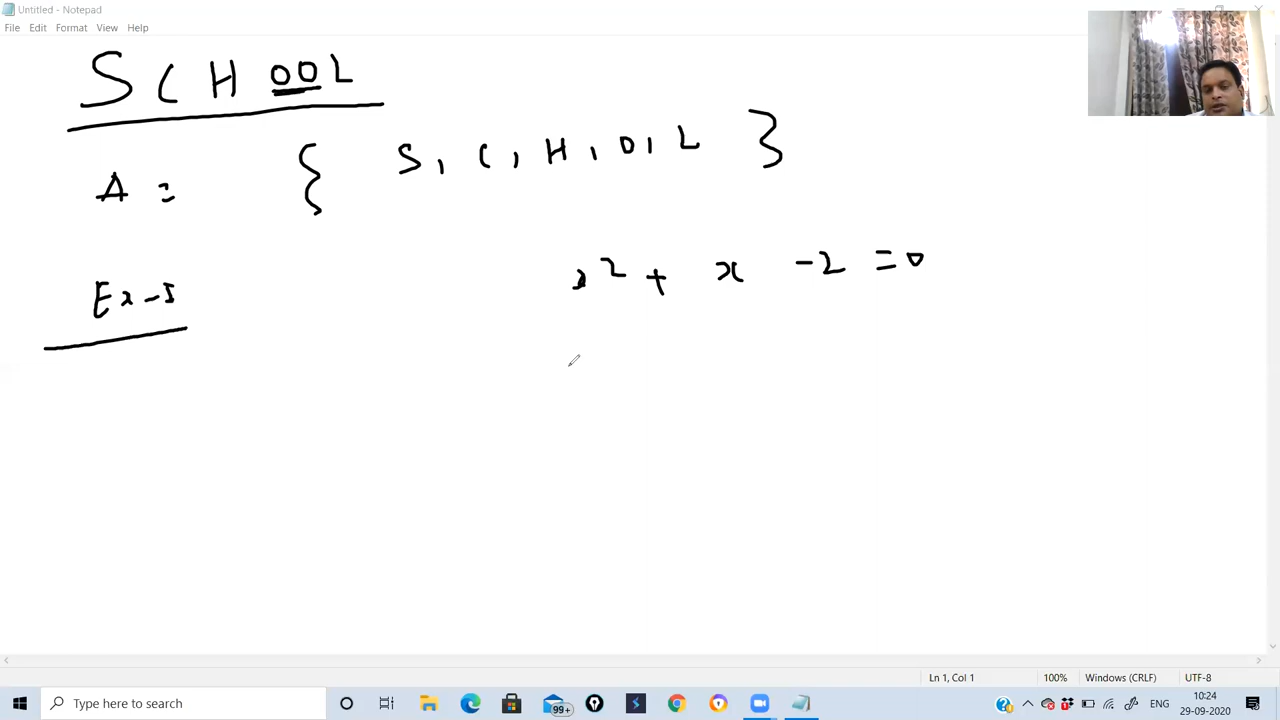 Untitled - Notepad
File Edit Format View Help
SCHOOL
A = { S, C, H, O, L }
x² + x -2 =0
Ex-5
Ln 1, Col 1 100% Windows (CRLF) UTF-8
Type here to search
99+
ENG
10:24
29-09-2020